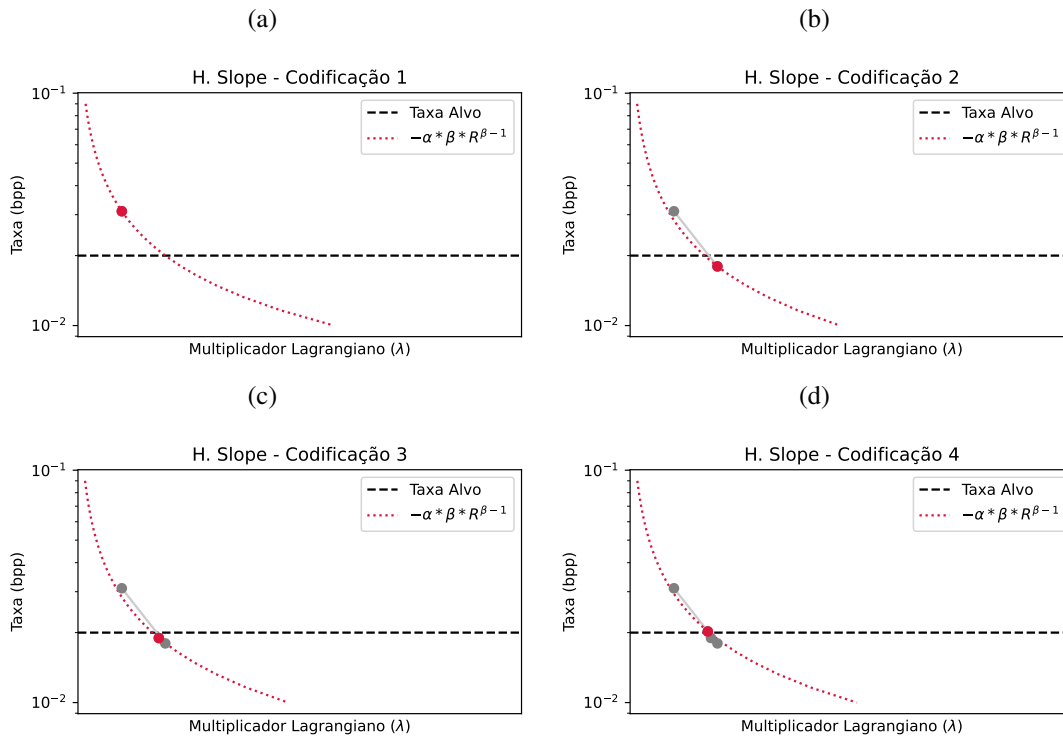 (a)
H. Slope - Codificação 1
10⁻¹
Taxa Alvo
−α * β * R^{β−1}
Taxa (bpp)
10⁻²
Multiplicador Lagrangiano (λ)
(b)
H. Slope - Codificação 2
10⁻¹
Taxa Alvo
−α * β * R^{β−1}
Taxa (bpp)
10⁻²
Multiplicador Lagrangiano (λ)
(c)
H. Slope - Codificação 3
10⁻¹
Taxa Alvo
−α * β * R^{β−1}
Taxa (bpp)
10⁻²
Multiplicador Lagrangiano (λ)
(d)
H. Slope - Codificação 4
10⁻¹
Taxa Alvo
−α * β * R^{β−1}
Taxa (bpp)
10⁻²
Multiplicador Lagrangiano (λ)